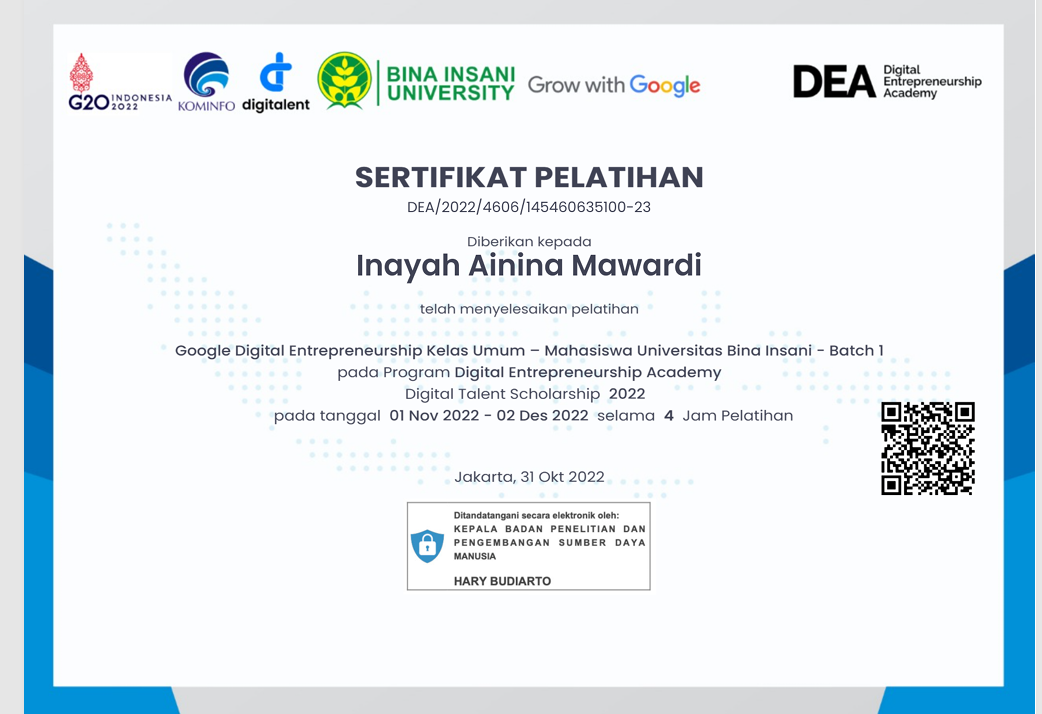 G20 INDONESIA 2022
KOMINFO
digitalent
BINA INSANI
UNIVERSITY
Grow with Google
DEA Digital
Entrepreneurship
Academy
SERTIFIKAT PELATIHAN
DEA/2022/4606/145460635100-23
Diberikan kepada
Inayah Ainina Mawardi
telah menyelesaikan pelatihan
Google Digital Entrepreneurship Kelas Umum – Mahasiswa Universitas Bina Insani - Batch 1
pada Program Digital Entrepreneurship Academy
Digital Talent Scholarship 2022
pada tanggal 01 Nov 2022 - 02 Des 2022 selama 4 Jam Pelatihan
Jakarta, 31 Okt 2022
Ditandatangani secara elektronik oleh:
KEPALA BADAN PENELITIAN DAN
PENGEMBANGAN SUMBER DAYA
MANUSIA
HARY BUDIARTO